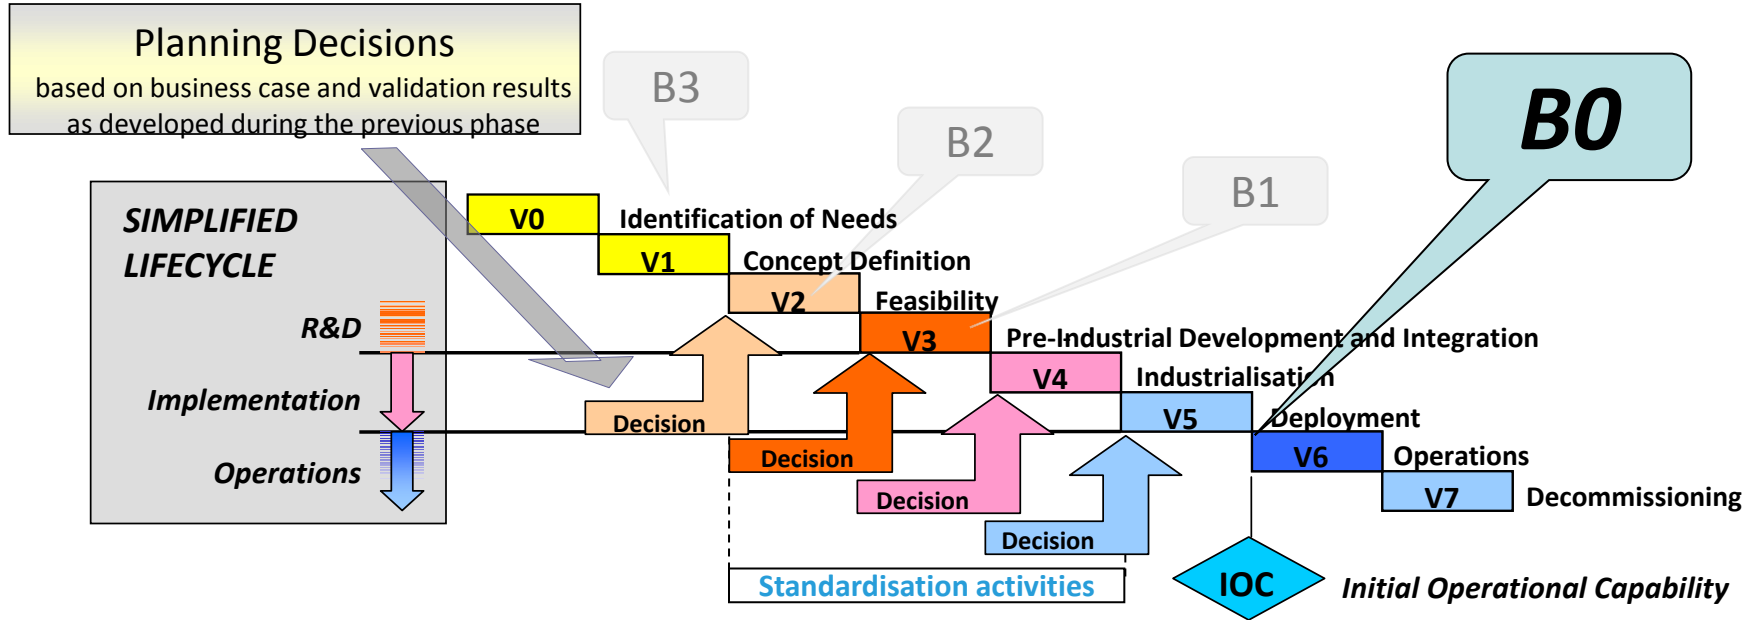 Planning Decisions
based on business case and validation results
as developed during the previous phase
B3
B2
B1
B0
SIMPLIFIED
LIFECYCLE
R&D
Implementation
Operations
V0
Identification of Needs
V1
Concept Definition
V2
Feasibility
V3
Pre-Industrial Development and Integration
V4
Industrialisation
V5
Deployment
V6
Operations
V7
Decommissioning
Decision
Decision
Decision
Decision
Standardisation activities
IOC
Initial Operational Capability